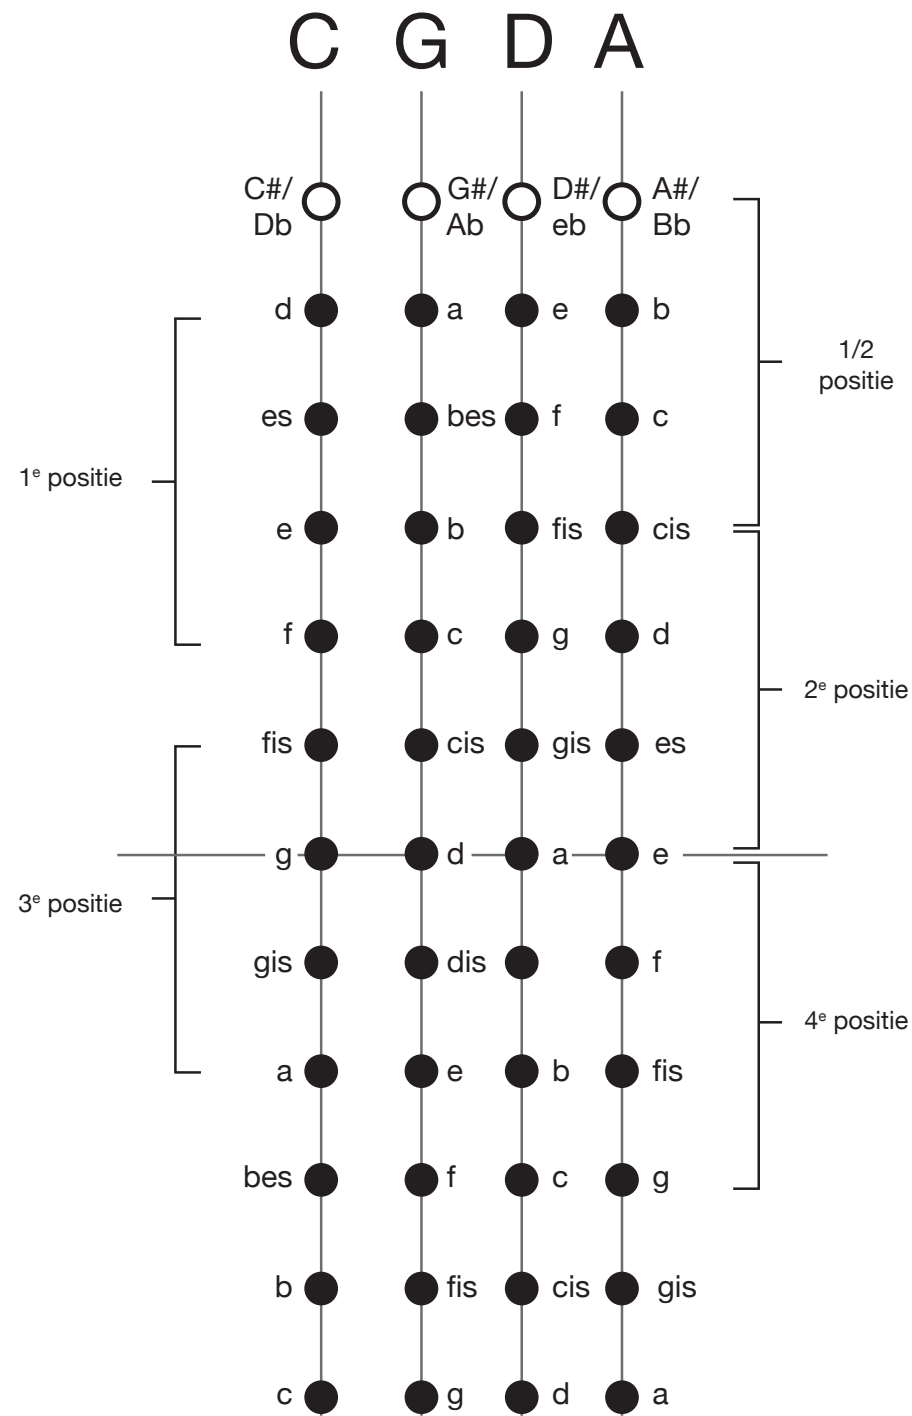 C G D A
C#/ G#/ D#/ A#/
Db Ab eb Bb
d a e b
1/2
positie
es bes f c
1e positie
e b fis cis
f c g d
2e positie
fis cis gis es
g d a e
3e positie
gis dis f
4e positie
a e b fis
bes f c g
b fis cis gis
c g d a